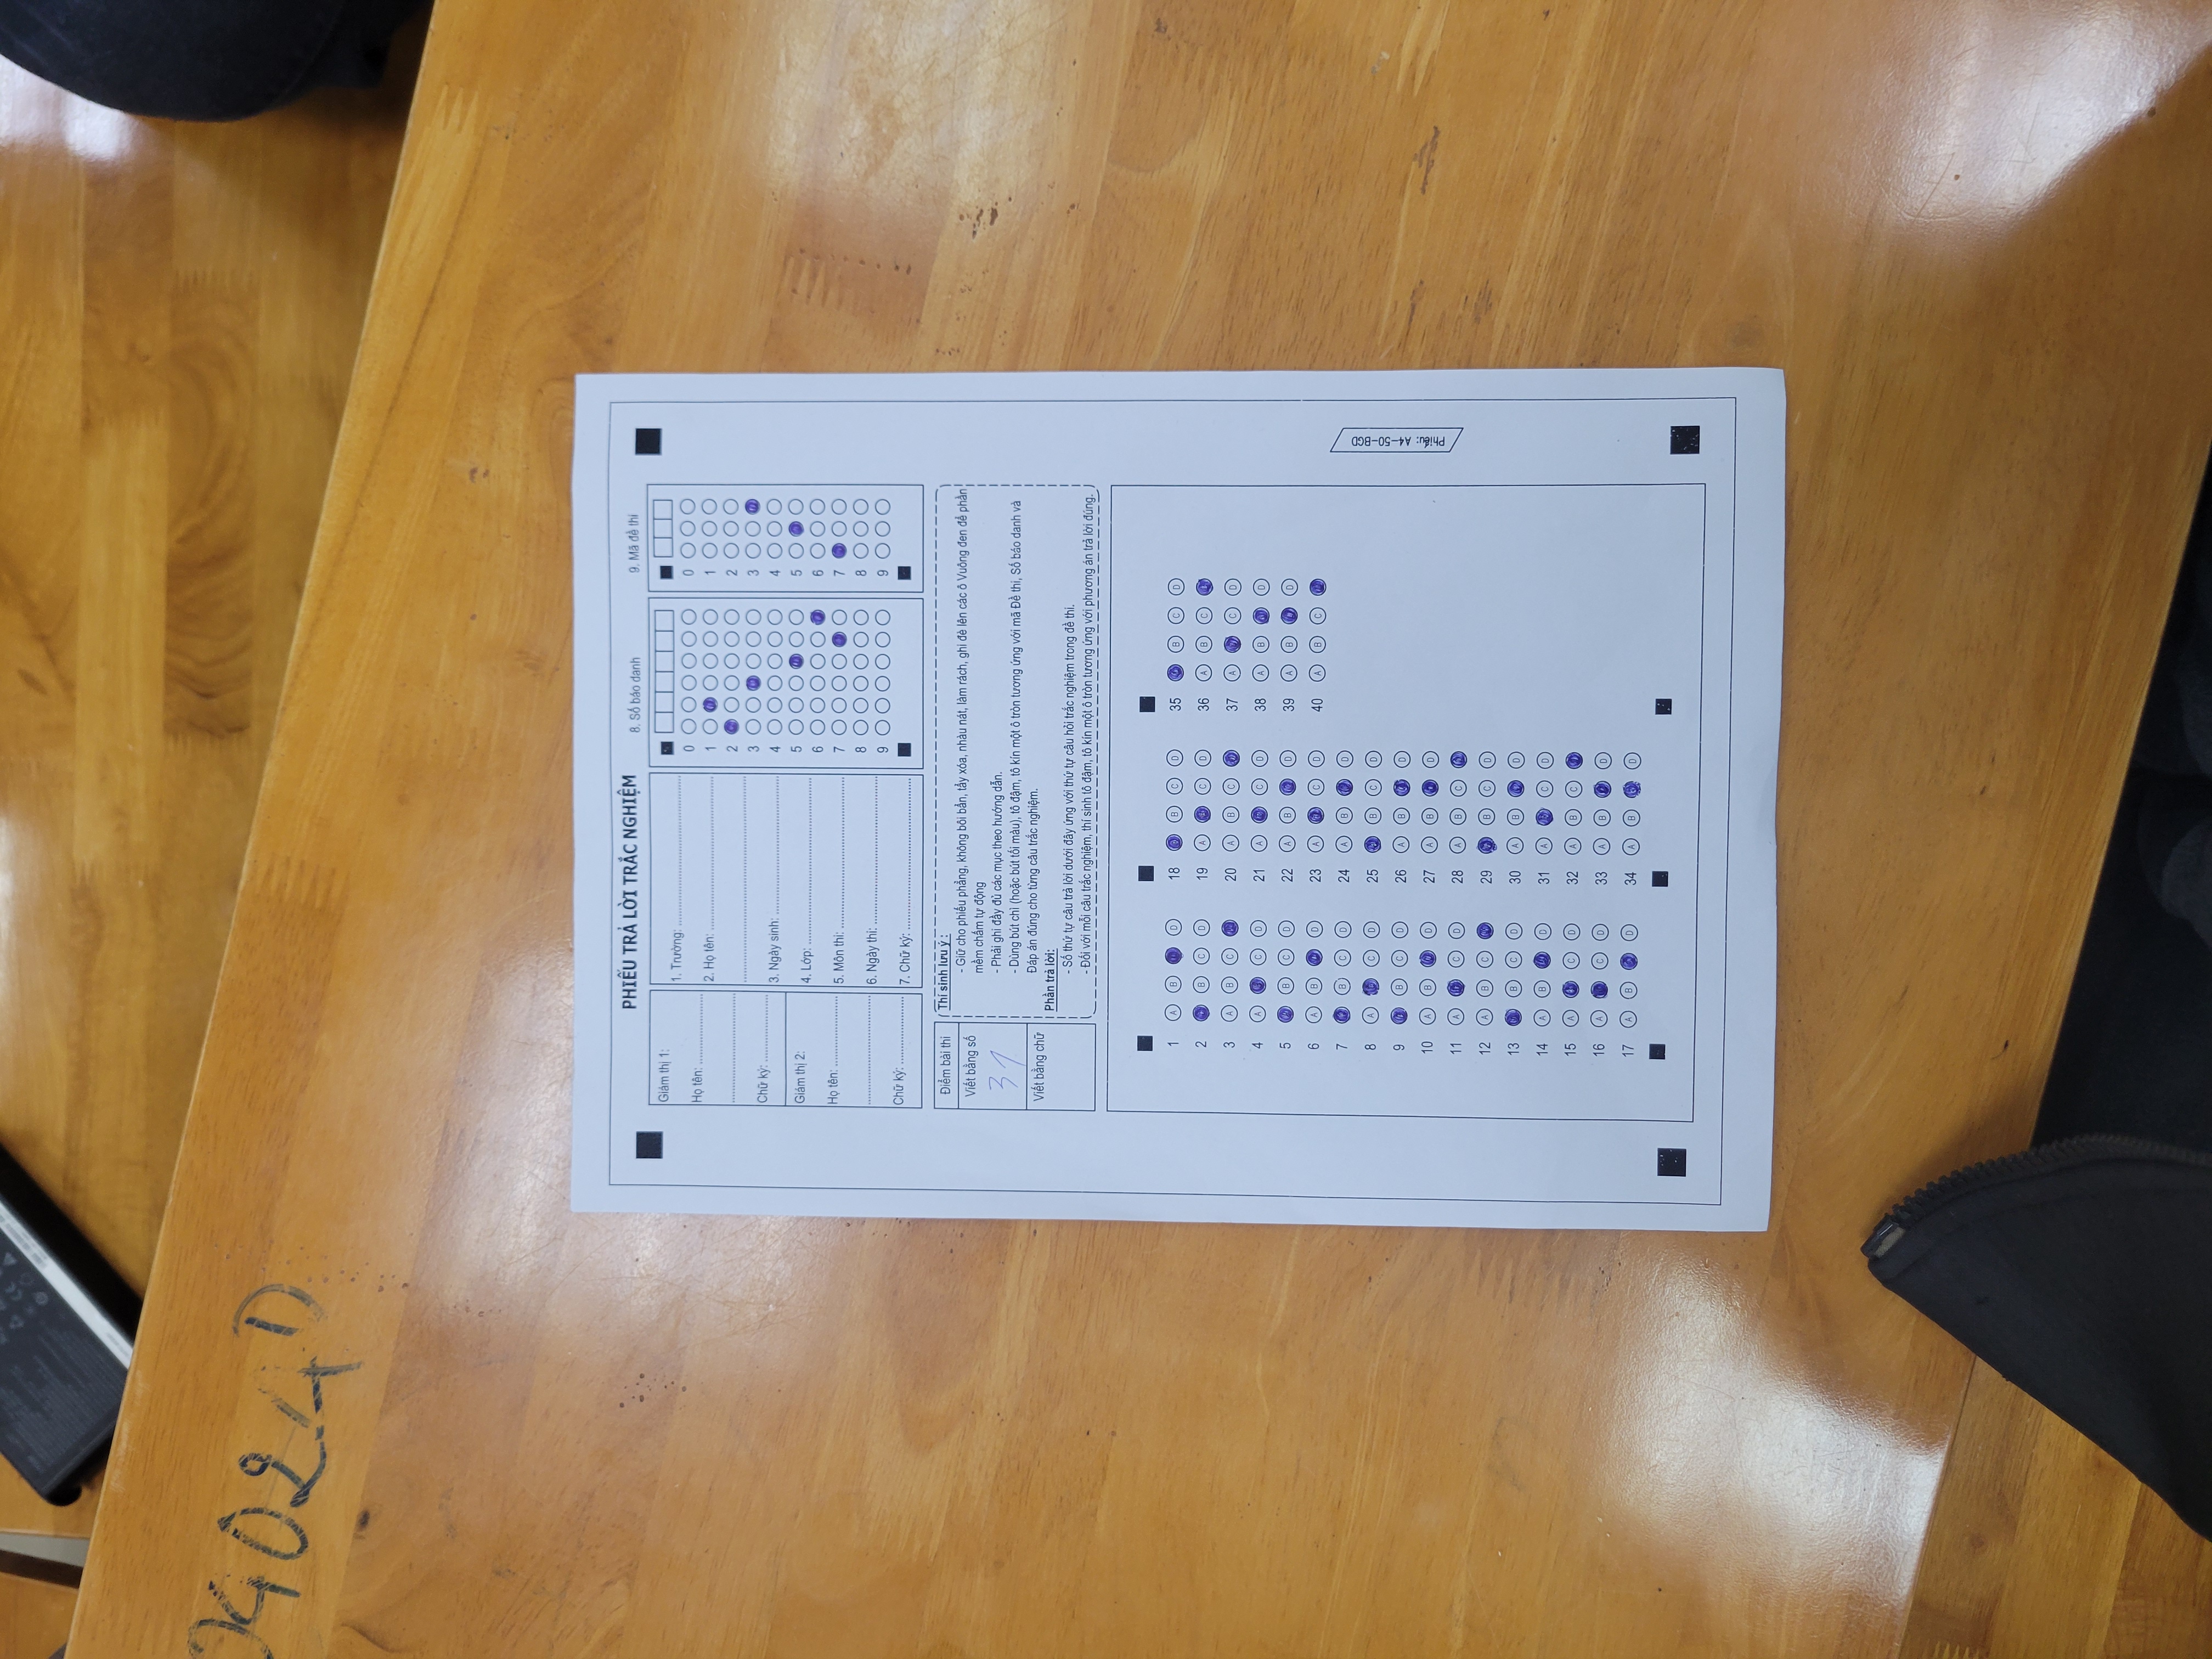 04024D
PHIẾU TRẢ LỜI TRẮC NGHIỆM
8. Số báo danh
9. Mã đề thi
Giám thị 1:
Họ tên:
Chữ ký:
Giám thị 2:
Họ tên:
Chữ ký:
1. Trường:
2. Họ tên:
3. Ngày sinh:
4. Lớp:
5. Môn thi:
6. Ngày thi:
7. Chữ ký:
0
1
2
3
4
5
6
7
8
9
0
1
2
3
4
5
6
7
8
9
Điểm bài thi
Viết bằng số
31
Viết bằng chữ
Thí sinh lưu ý :
- Giữ cho phiếu phẳng, không bôi bẩn, tẩy xóa, nhàu nát, làm rách, ghi đè lên các ô Vuông đen để phần
mềm chấm tự động
- Phải ghi đầy đủ các mục theo hướng dẫn.
- Dùng bút chì (hoặc bút tối màu), tô đậm, tô kín một ô tròn tương ứng với mã Đề thi, Số báo danh và
Đáp án đúng cho từng câu trắc nghiệm.
Phần trả lời:
- Số thứ tự câu trả lời dưới đây ứng với thứ tự câu hỏi trắc nghiệm trong đề thi.
- Đối với mỗi câu trắc nghiệm, thí sinh tô đậm, tô kín một ô tròn tương ứng với phương án trả lời đúng.
1 A B D
2 B C D
3 A B C
4 A C D
5 B C D
6 A B D
7 B C D
8 A C D
9 B C D
10 A B D
11 A C D
12 A B C
13 B C D
14 A B D
15 A C D
16 A C D
17 A B D
18 B C D
19 A C D
20 A B C
21 A C D
22 A B D
23 A C D
24 A B D
25 B C D
26 A B D
27 A B D
28 A B C
29 B C D
30 A B D
31 A C D
32 A B C
33 A B D
34 A B D
35 B C D
36 A B C
37 A C D
38 A B D
39 A B D
40 A B C
Phiếu: A4-50-BGD